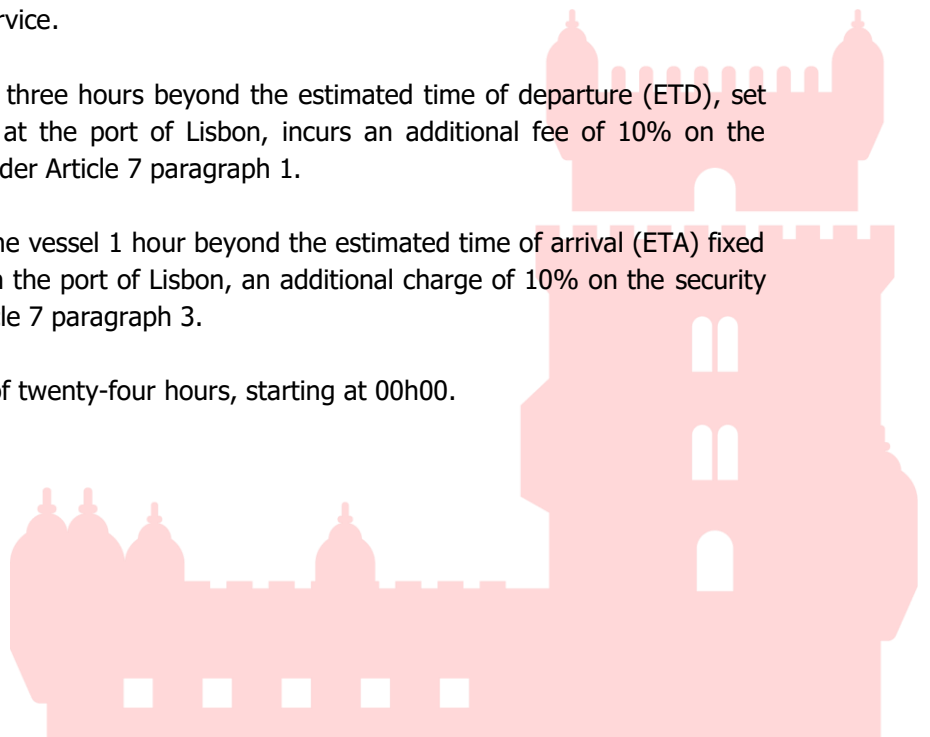 rvice.
three hours beyond the estimated time of departure (ETD), set
at the port of Lisbon, incurs an additional fee of 10% on the
der Article 7 paragraph 1.
he vessel 1 hour beyond the estimated time of arrival (ETA) fixed
n the port of Lisbon, an additional charge of 10% on the security
cle 7 paragraph 3.
of twenty-four hours, starting at 00h00.